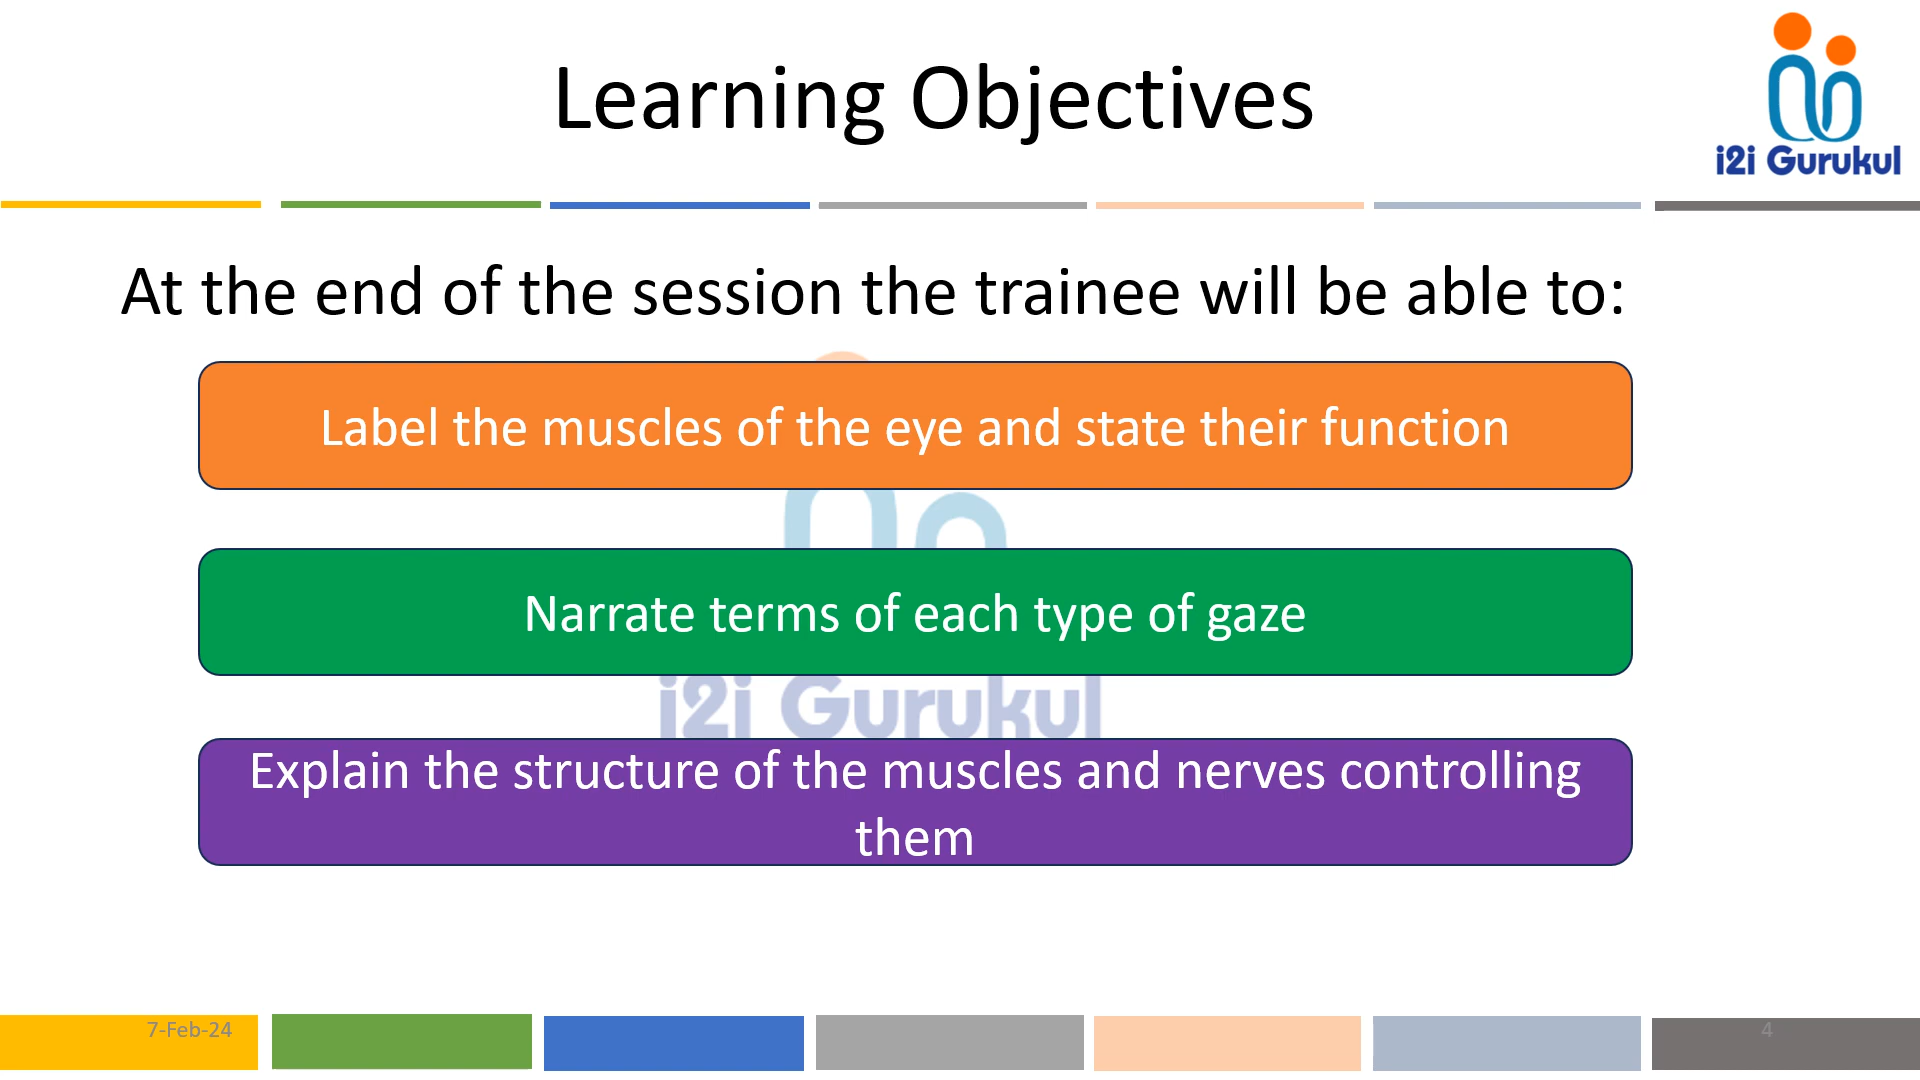 Learning Objectives
i2i Gurukul
At the end of the session the trainee will be able to:
Label the muscles of the eye and state their function
Narrate terms of each type of gaze
i2i Gurukul
Explain the structure of the muscles and nerves controlling
them
7-Feb-24
4